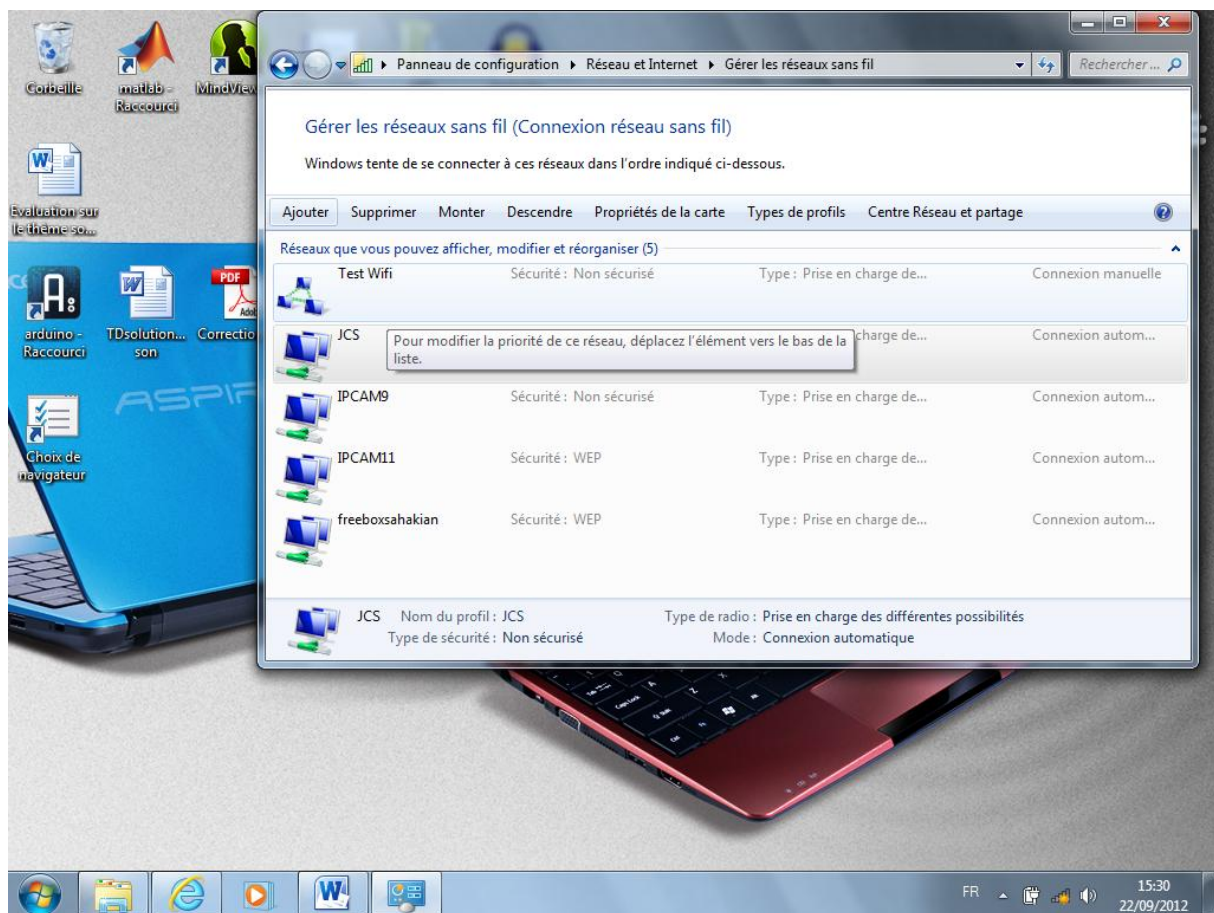 Corbeille
matlab -
Raccourci
MindView
Evaluation sur
le thème so...
arduino -
Raccourci
TDsolution...
son
PDF
Adob
Correctio
Choix de
navigateur
ASPIR
Panneau de configuration ▸ Réseau et Internet ▸ Gérer les réseaux sans fil
Rechercher ...
Gérer les réseaux sans fil (Connexion réseau sans fil)
Windows tente de se connecter à ces réseaux dans l'ordre indiqué ci-dessous.
Ajouter Supprimer Monter Descendre Propriétés de la carte Types de profils Centre Réseau et partage
Réseaux que vous pouvez afficher, modifier et réorganiser (5)
Test Wifi Sécurité : Non sécurisé Type : Prise en charge de... Connexion manuelle
JCS charge de... Connexion autom...
Pour modifier la priorité de ce réseau, déplacez l'élément vers le bas de la
liste.
IPCAM9 Sécurité : Non sécurisé Type : Prise en charge de... Connexion autom...
IPCAM11 Sécurité : WEP Type : Prise en charge de... Connexion autom...
freeboxsahakian Sécurité : WEP Type : Prise en charge de... Connexion autom...
JCS Nom du profil : JCS Type de radio : Prise en charge des différentes possibilités
Type de sécurité : Non sécurisé Mode : Connexion automatique
FR 15:30
22/09/2012